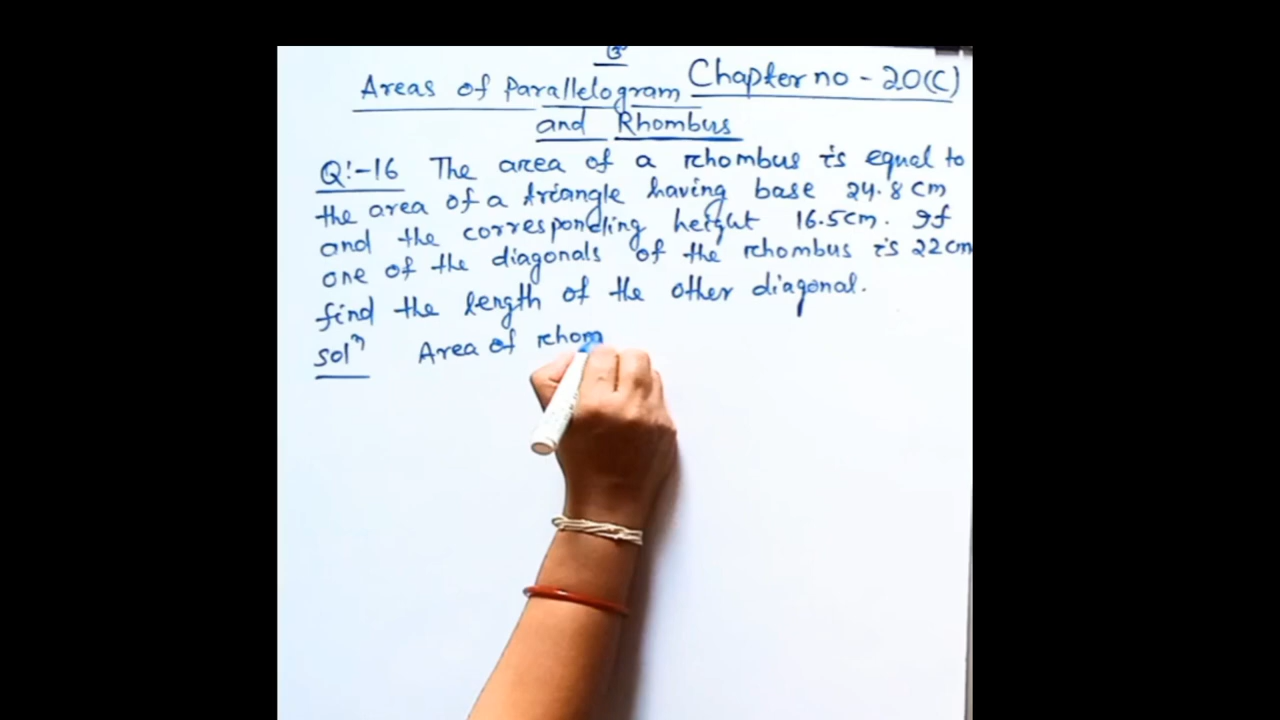 Areas of Parallelogram Chapter no - 20(C)
and Rhombus
Q:-16 The area of a rhombus is equal to
the area of a triangle having base 24.8 cm
and the corresponding height 16.5cm. If
one of the diagonals of the rhombus is 22cm
find the length of the other diagonal.
Solⁿ Area of rhom